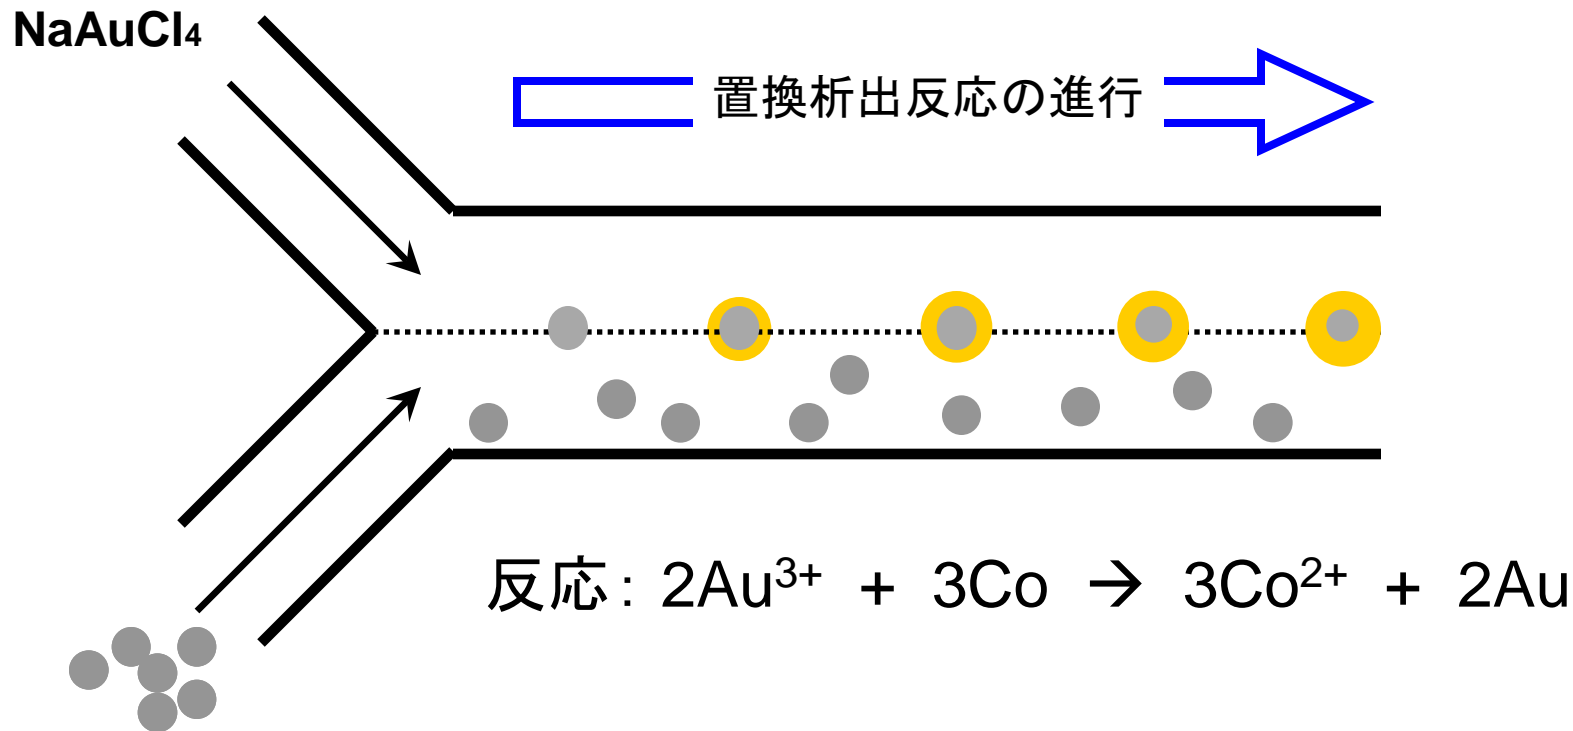 NaAuCl₄
置換析出反応の進行
反応: 2Au³⁺ + 3Co → 3Co²⁺ + 2Au